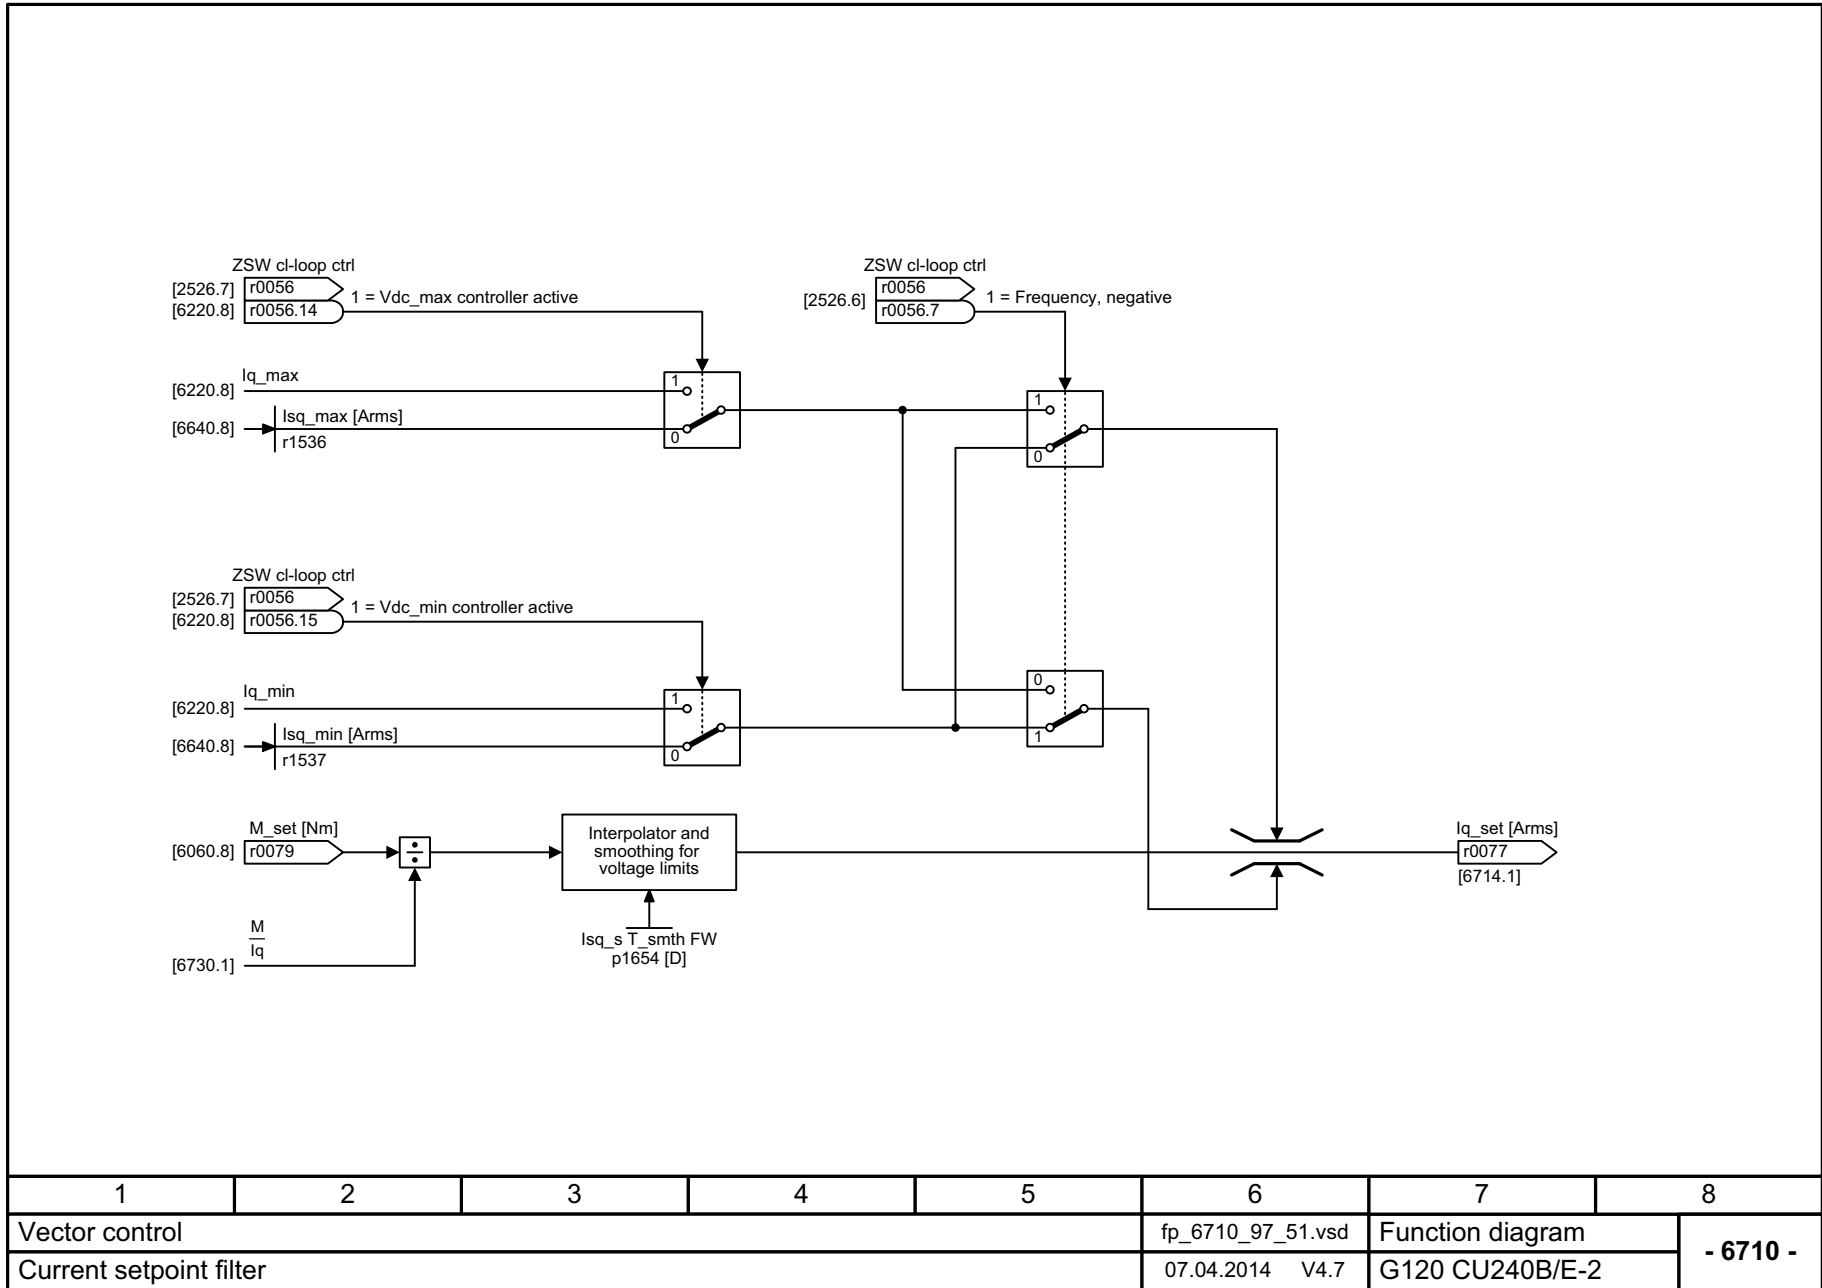 ZSW cl-loop ctrl
[2526.7] r0056
1 = Vdc_max controller active
[6220.8] r0056.14
ZSW cl-loop ctrl
r0056
[2526.6]
1 = Frequency, negative
r0056.7
Iq_max
[6220.8]
1
Isq_max [Arms]
[6640.8]
r1536
0
1
0
ZSW cl-loop ctrl
[2526.7] r0056
1 = Vdc_min controller active
[6220.8] r0056.15
Iq_min
[6220.8]
1
Isq_min [Arms]
[6640.8]
r1537
0
0
1
M_set [Nm]
[6060.8] r0079
÷
Interpolator and
smoothing for
voltage limits
Iq_set [Arms]
r0077
[6714.1]
Isq_s T_smth FW
p1654 [D]
M
Iq
[6730.1]
1 2 3 4 5 6 7 8
Vector control
fp_6710_97_51.vsd
Function diagram
- 6710 -
Current setpoint filter
07.04.2014 V4.7
G120 CU240B/E-2